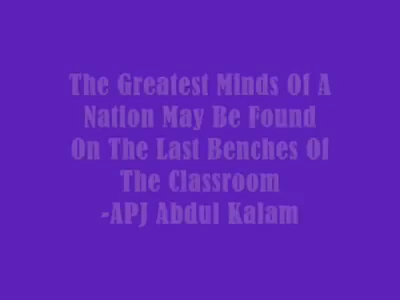 The Greatest Minds Of A
Nation May Be Found
On The Last Benches Of
The Classroom
-APJ Abdul Kalam